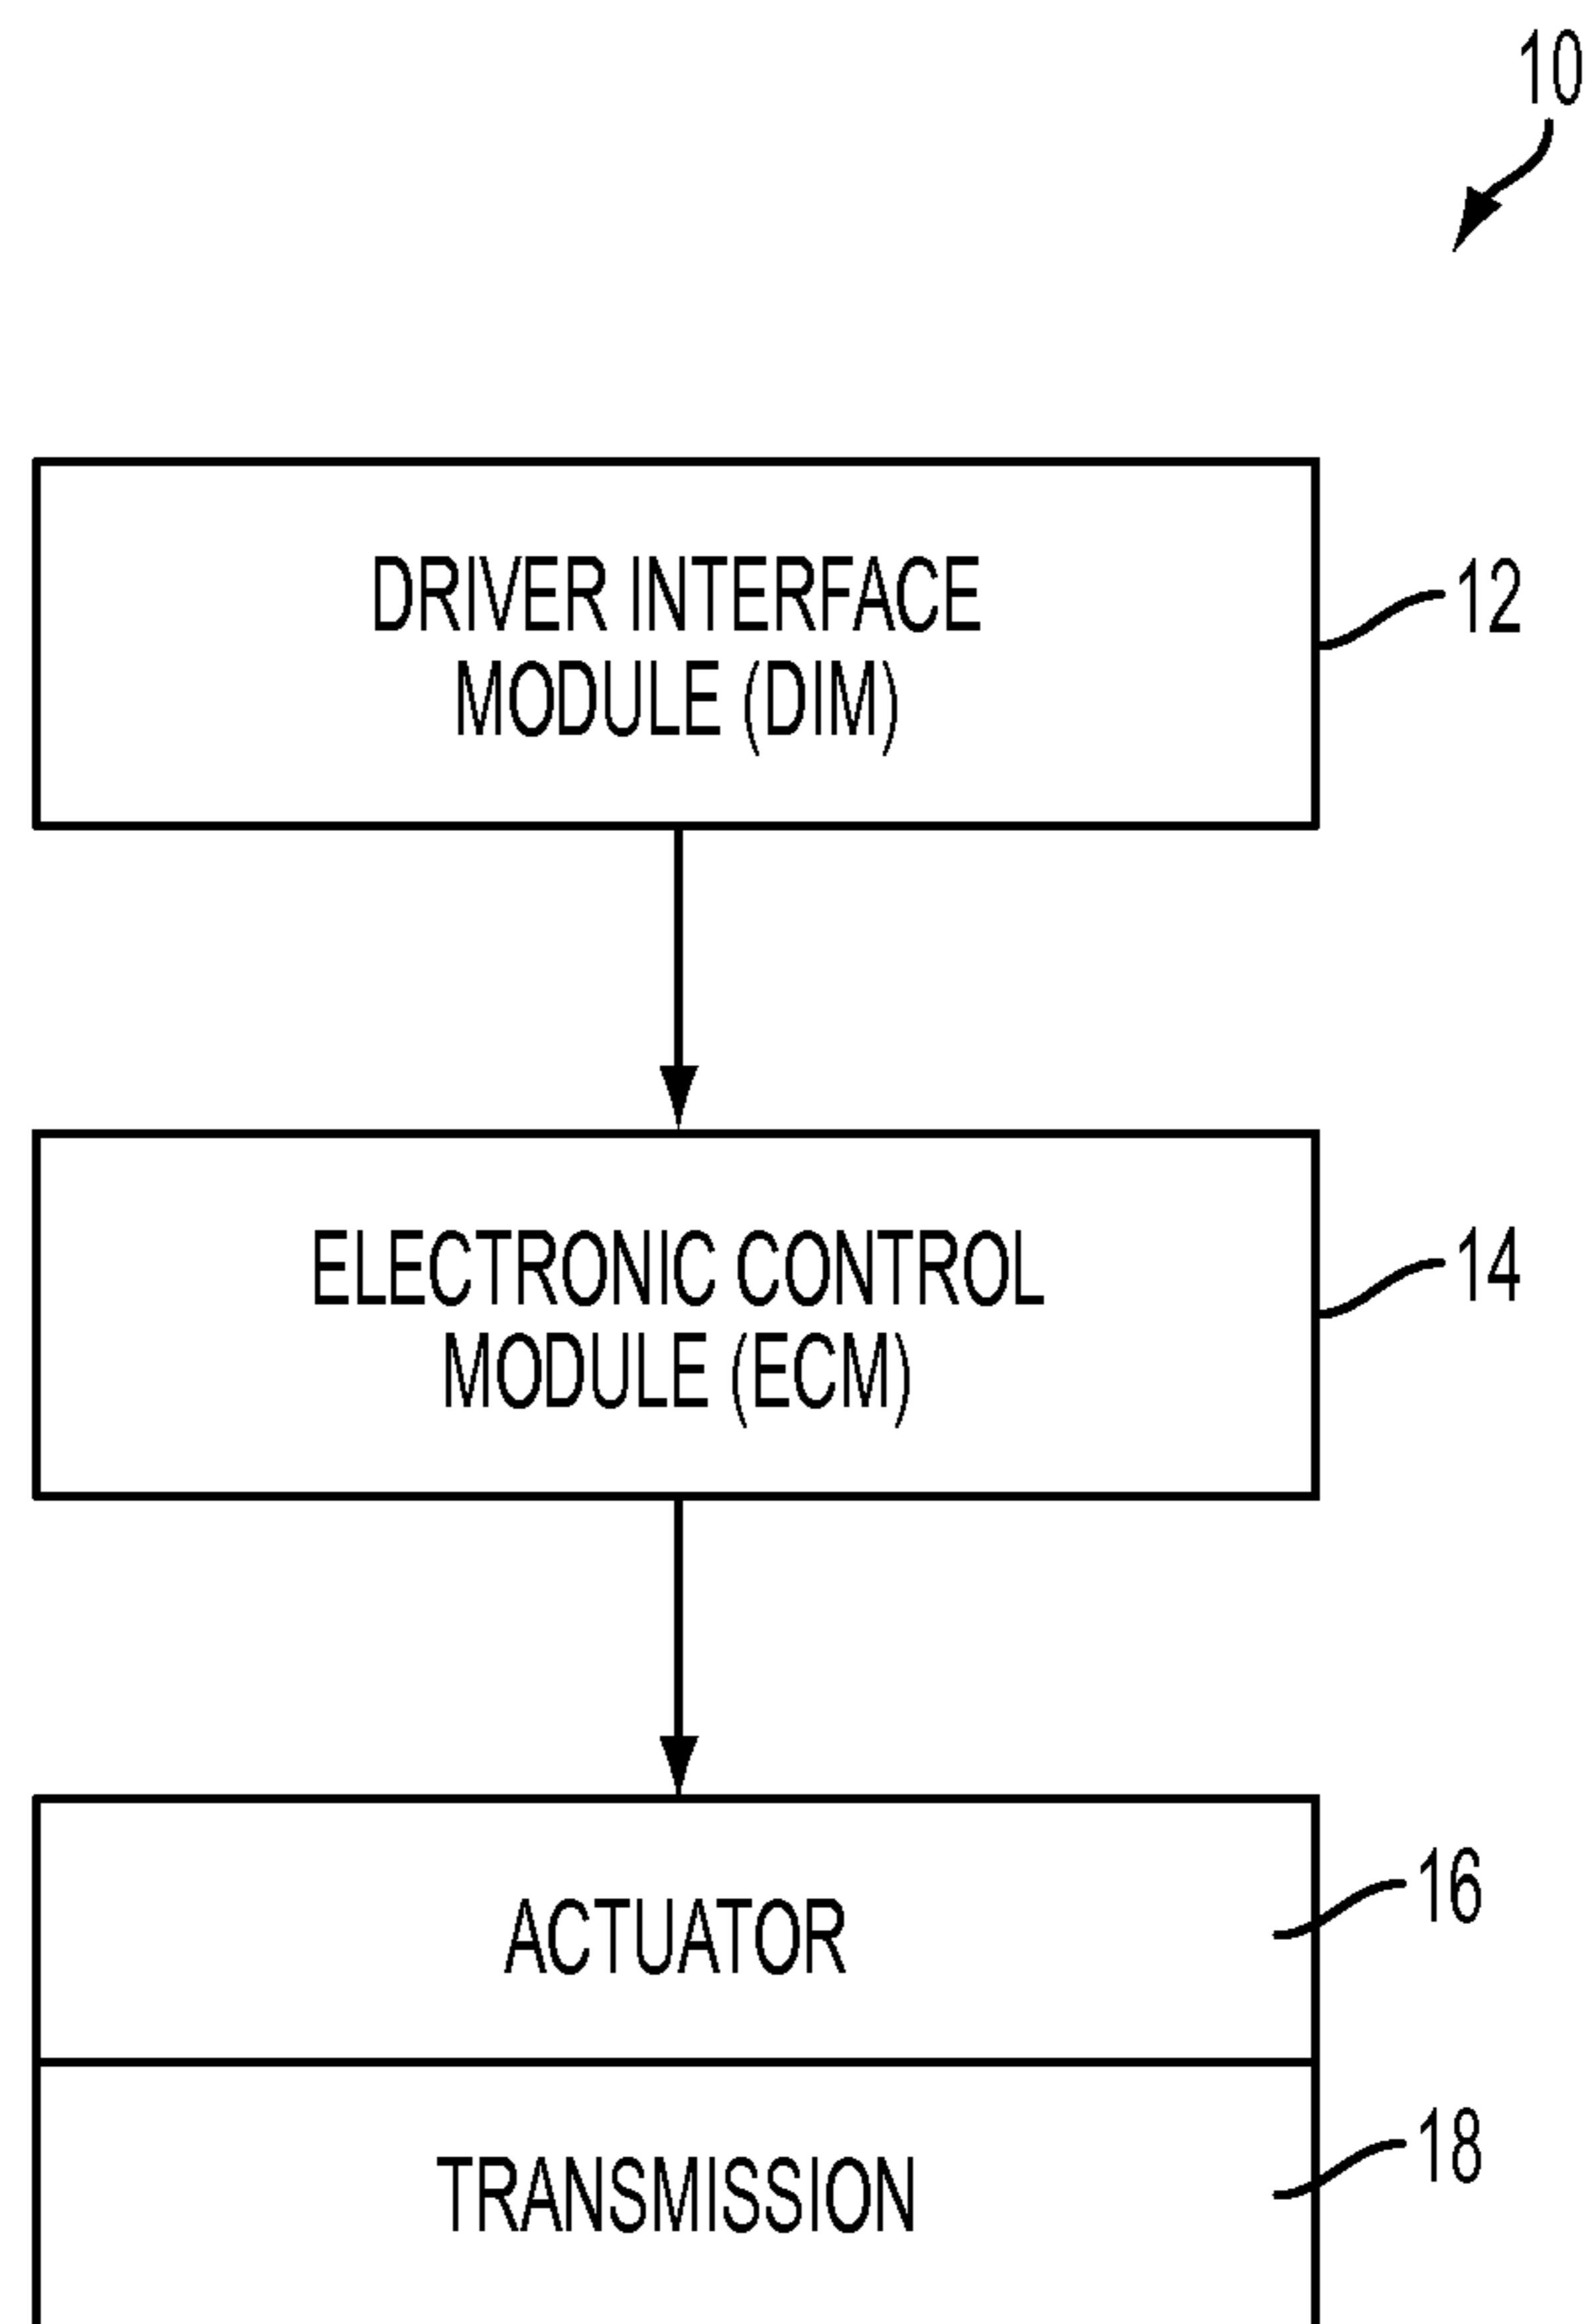 10
DRIVER INTERFACE
MODULE (DIM)
12
ELECTRONIC CONTROL
MODULE (ECM)
14
ACTUATOR
16
TRANSMISSION
18